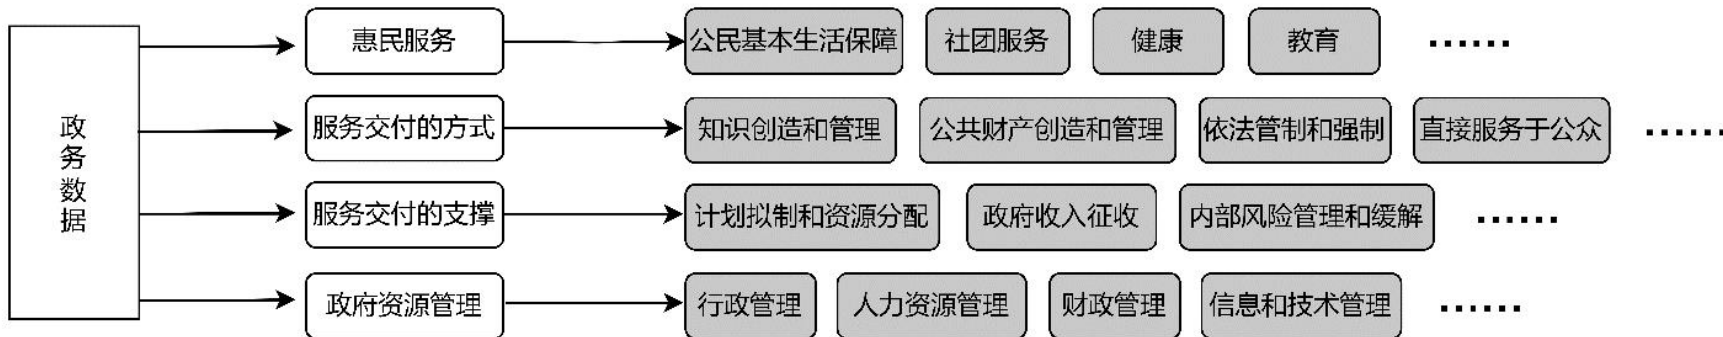 政务数据
惠民服务 公民基本生活保障 社团服务 健康 教育 ……
服务交付的方式 知识创造和管理 公共财产创造和管理 依法管制和强制 直接服务于公众 ……
服务交付的支撑 计划拟制和资源分配 政府收入征收 内部风险管理和缓解 ……
政府资源管理 行政管理 人力资源管理 财政管理 信息和技术管理 ……